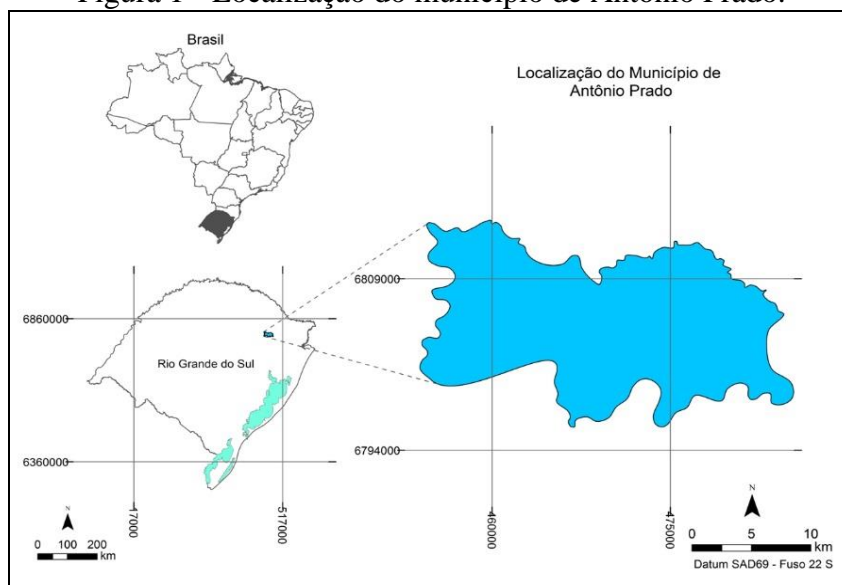 Figura 1 - Localização do município de Antônio Prado.
Brasil
Localização do Município de
Antônio Prado
6809000
6860000
Rio Grande do Sul
6794000
6360000
N
0 100 200
km
17000
517000
460000
475000
N
0 5 10
km
Datum SAD69 - Fuso 22 S